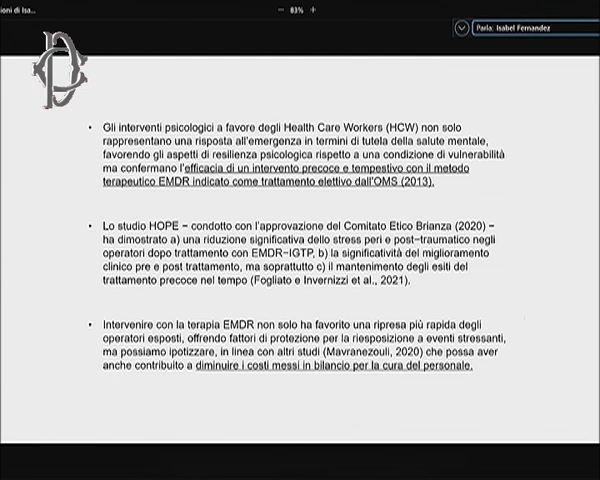 ioni di Isa...
83%
Parla: Isabel Fernandez
• Gli interventi psicologici a favore degli Health Care Workers (HCW) non solo
rappresentano una risposta all'emergenza in termini di tutela della salute mentale,
favorendo gli aspetti di resilienza psicologica rispetto a una condizione di vulnerabilità
ma confermano l'efficacia di un intervento precoce e tempestivo con il metodo
terapeutico EMDR indicato come trattamento elettivo dall'OMS (2013).
• Lo studio HOPE – condotto con l'approvazione del Comitato Etico Brianza (2020) –
ha dimostrato a) una riduzione significativa dello stress peri e post-traumatico negli
operatori dopo trattamento con EMDR-IGTP, b) la significatività del miglioramento
clinico pre e post trattamento, ma soprattutto c) il mantenimento degli esiti del
trattamento precoce nel tempo (Fogliato e Invernizzi et al., 2021).
• Intervenire con la terapia EMDR non solo ha favorito una ripresa più rapida degli
operatori esposti, offrendo fattori di protezione per la riesposizione a eventi stressanti,
ma possiamo ipotizzare, in linea con altri studi (Mavranezouli, 2020) che possa aver
anche contribuito a diminuire i costi messi in bilancio per la cura del personale.